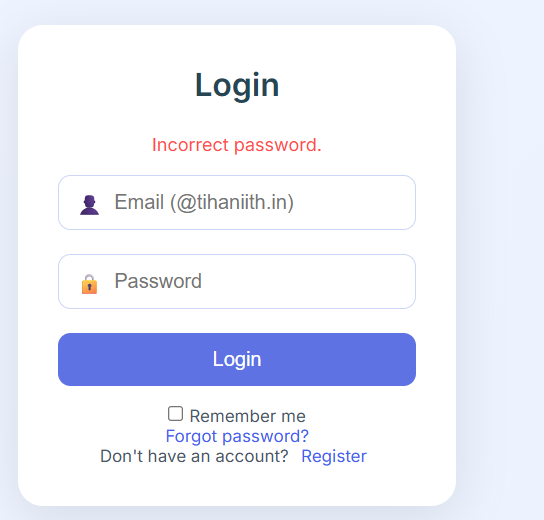 Login
Incorrect password.
Email (@tihaniith.in)
Password
Login
Remember me
Forgot password?
Don't have an account? Register